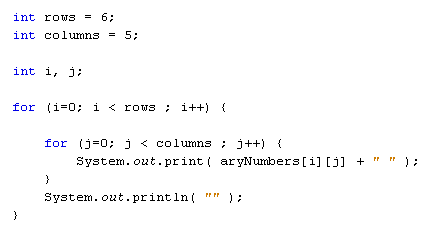 int rows = 6;
int columns = 5;
int i, j;
for (i=0; i < rows ; i++) {
for (j=0; j < columns ; j++) {
System.out.print( aryNumbers[i][j] + " " );
}
System.out.println( "" );
}